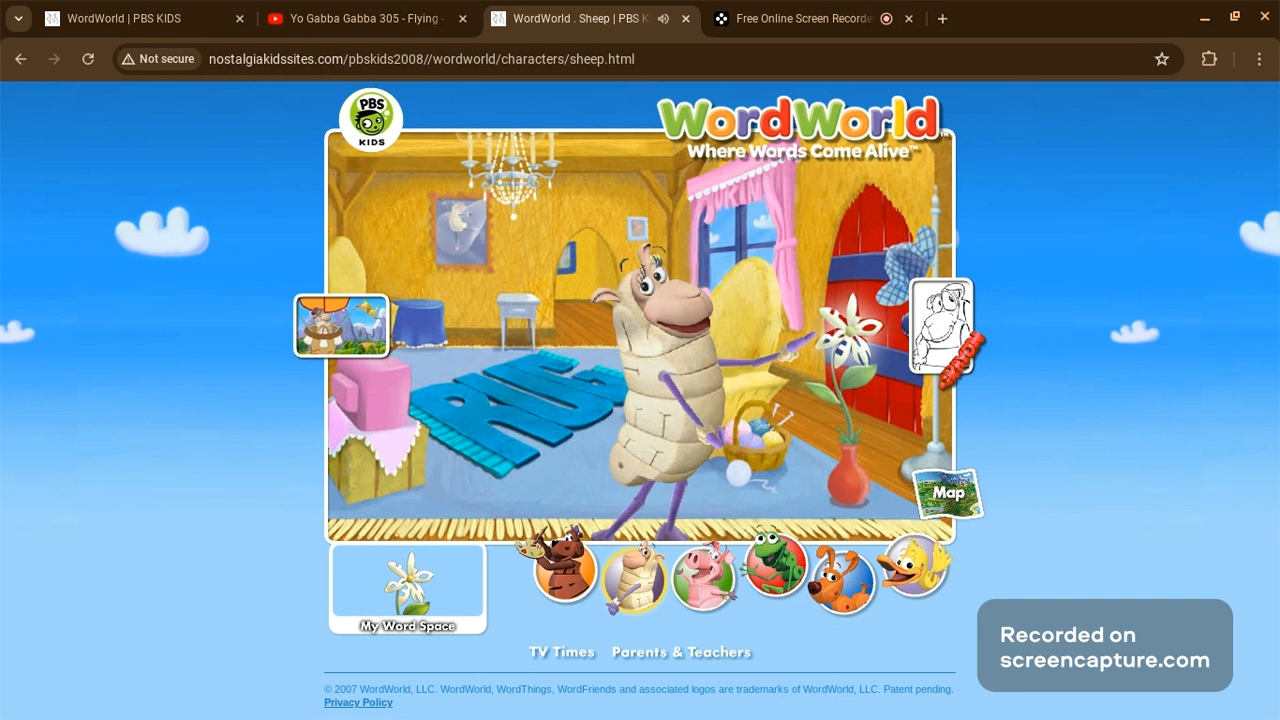 WordWorld | PBS KIDS
Yo Gabba Gabba 305 - Flying
WordWorld . Sheep | PBS K
Free Online Screen Recorde
Not secure
nostalgiakidssites.com/pbskids2008//wordworld/characters/sheep.html
PBS
KIDS
WordWorld
Where Words Come Alive™
RUG
CRAYON
Map
My Word Space
TV Times
Parents & Teachers
Recorded on
screencapture.com
© 2007 WordWorld, LLC. WordWorld, WordThings, WordFriends and associated logos are trademarks of WordWorld, LLC. Patent pending.
Privacy Policy